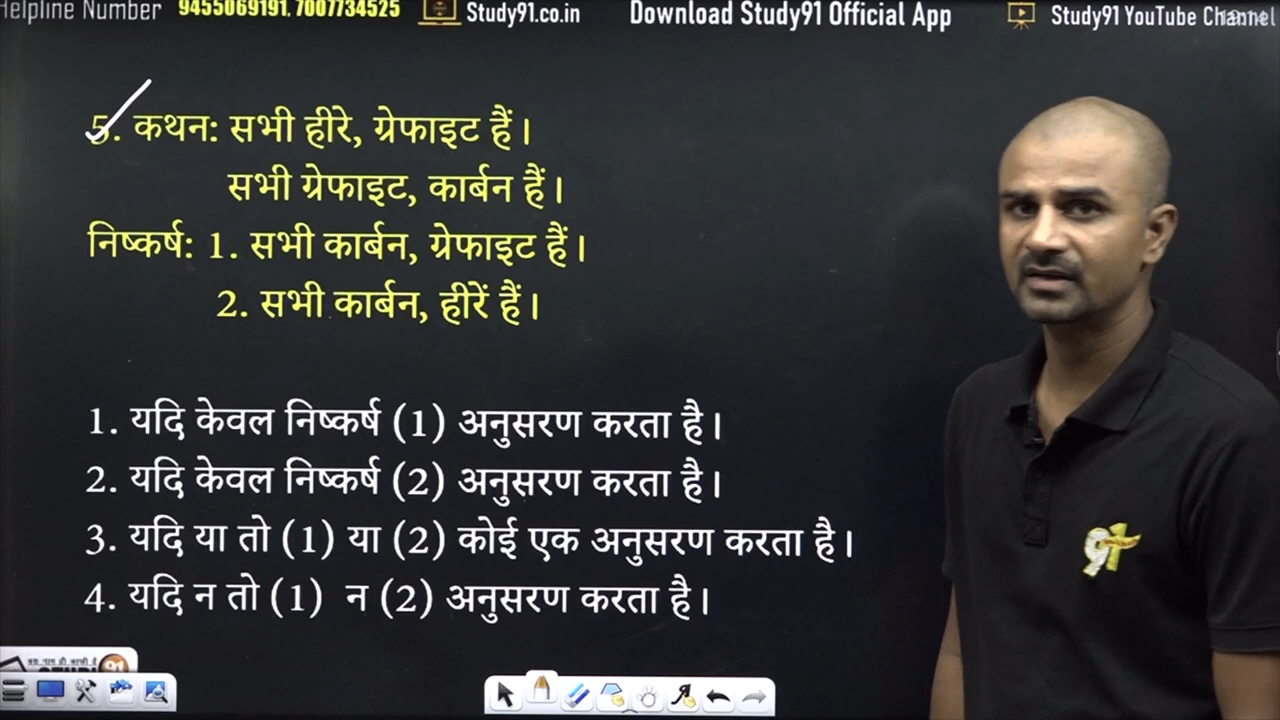 Helpline Number 9455069191, 7007734525 Study91.co.in Download Study91 Official App Study91 YouTube Channel
5. कथन: सभी हीरे, ग्रेफाइट हैं।
सभी ग्रेफाइट, कार्बन हैं।
निष्कर्ष: 1. सभी कार्बन, ग्रेफाइट हैं।
2. सभी कार्बन, हीरें हैं।
1. यदि केवल निष्कर्ष (1) अनुसरण करता है।
2. यदि केवल निष्कर्ष (2) अनुसरण करता है।
3. यदि या तो (1) या (2) कोई एक अनुसरण करता है।
4. यदि न तो (1) न (2) अनुसरण करता है।
91